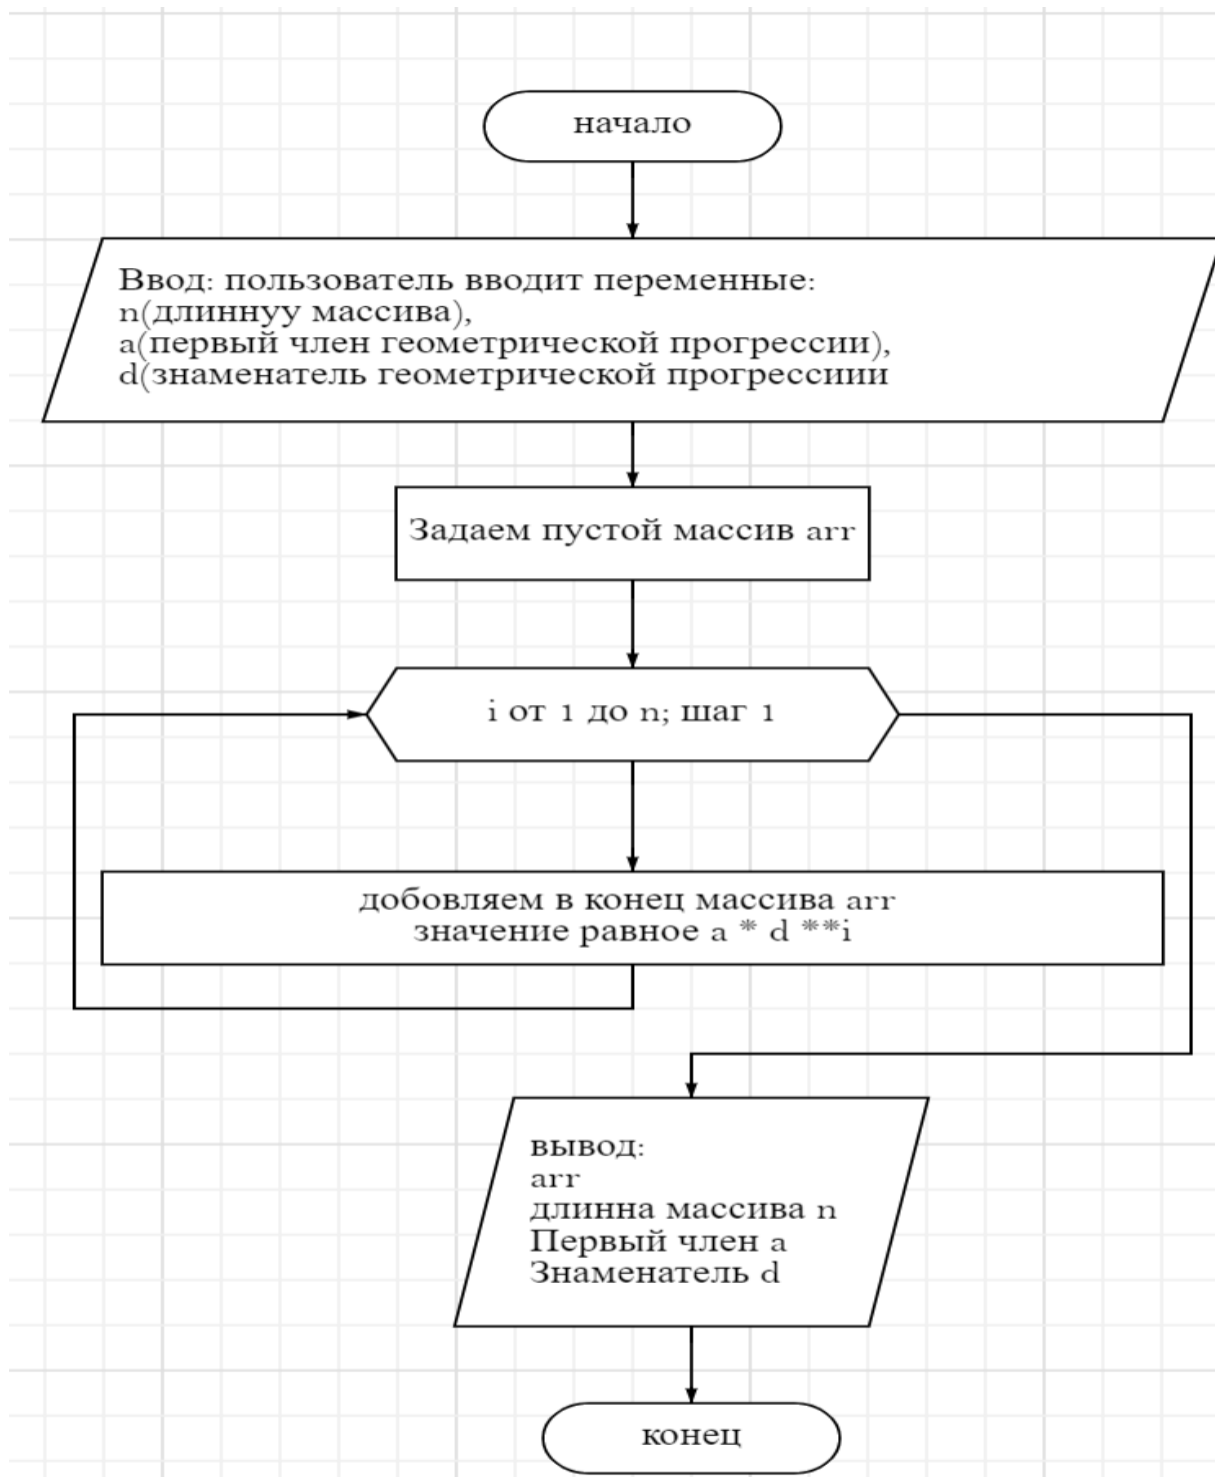 начало
Ввод: пользователь вводит переменные:
n(длиннуу массива),
a(первый член геометрической прогрессии),
d(знаменатель геометрической прогрессиии
Задаем пустой массив arr
i от 1 до n; шаг 1
добовляем в конец массива arr
значение равное a * d **i
вывод:
arr
длинна массива n
Первый член a
Знаменатель d
конец